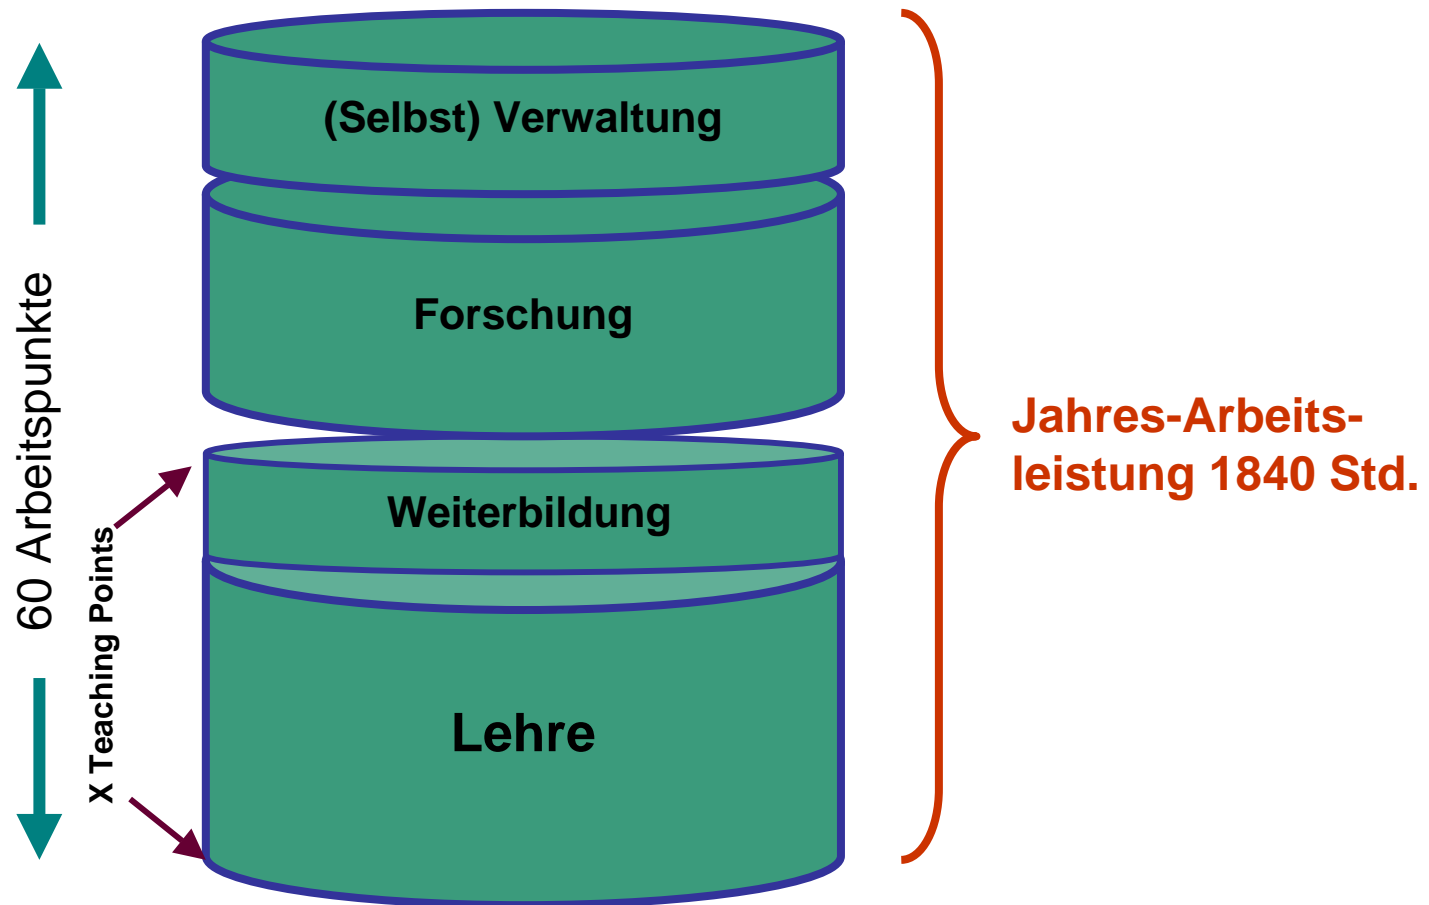 60 Arbeitspunkte
X Teaching Points
(Selbst) Verwaltung
Forschung
Weiterbildung
Lehre
Jahres-Arbeits-
leistung 1840 Std.